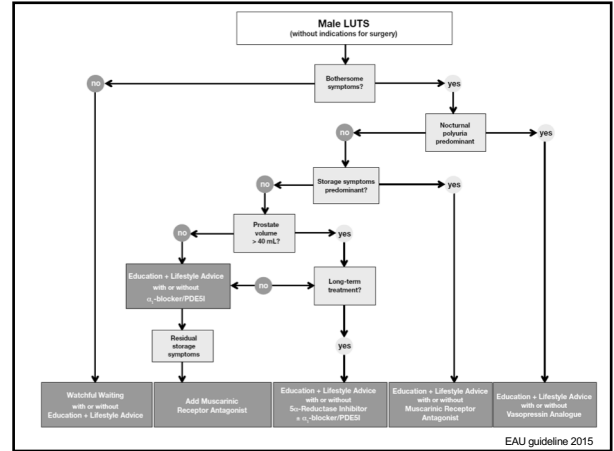 Male LUTS
(without indications for surgery)
no
Bothersome
symptoms?
yes
Nocturnal
polyuria
predominant
no
yes
Storage symptoms
predominant?
no
yes
Prostate
volume
> 40 mL?
no
yes
Education + Lifestyle Advice
with or without
α₁-blocker/PDE5I
no
Long-term
treatment?
Residual
storage
symptoms
yes
Watchful Waiting
with or without
Education + Lifestyle Advice
Add Muscarinic
Receptor Antagonist
Education + Lifestyle Advice
with or without
5α-Reductase Inhibitor
± α₁-blocker/PDE5I
Education + Lifestyle Advice
with or without
Muscarinic Receptor
Antagonist
Education + Lifestyle Advice
with or without
Vasopressin Analogue
EAU guideline 2015